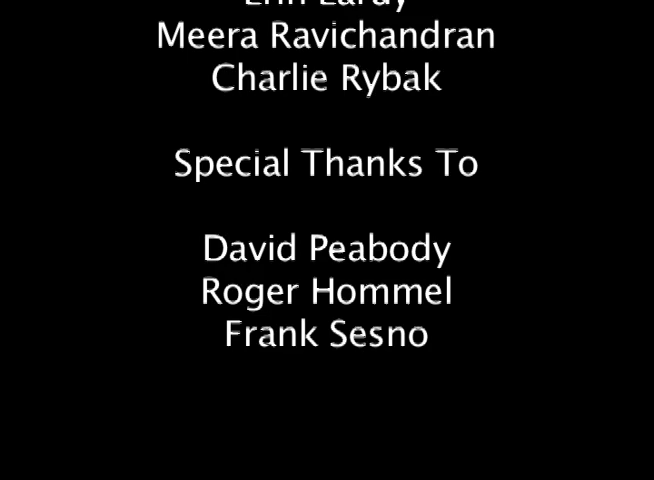 Meera Ravichandran
Charlie Rybak
Special Thanks To
David Peabody
Roger Hommel
Frank Sesno